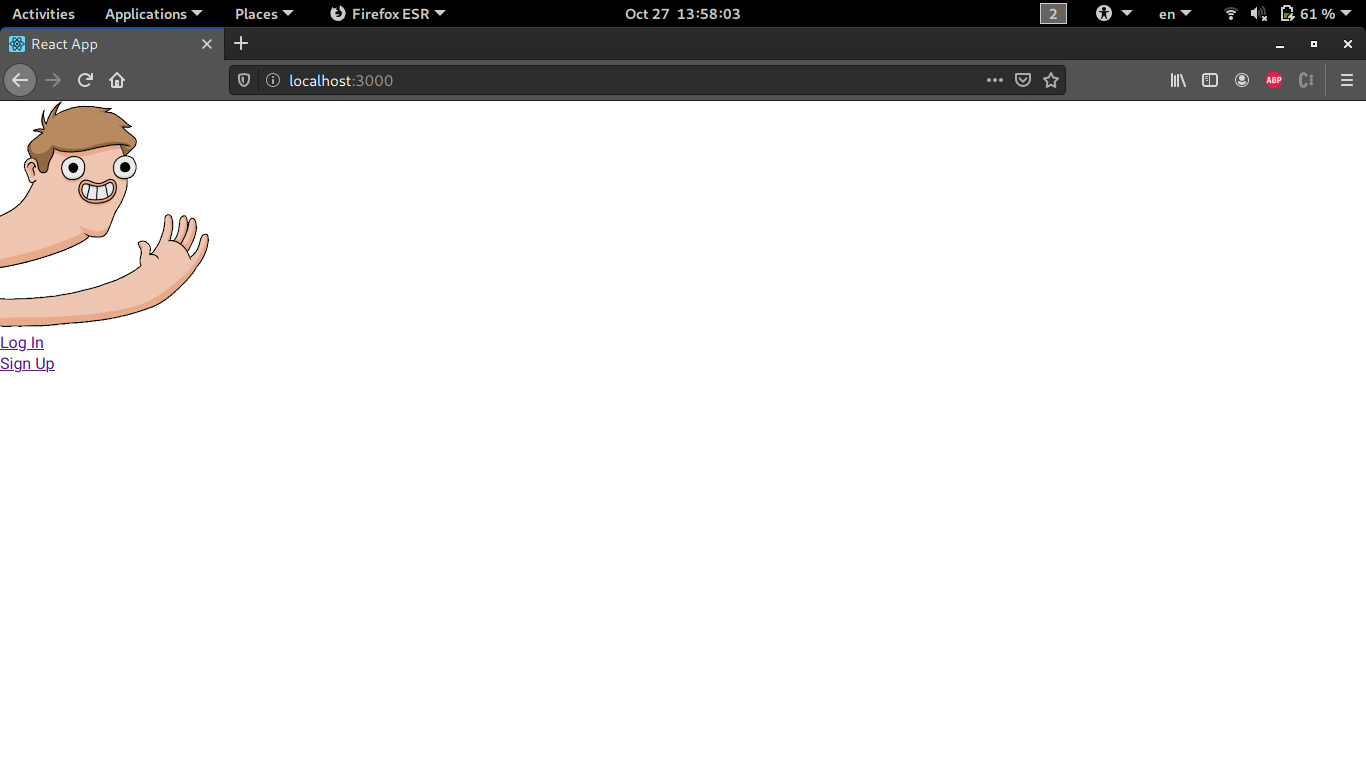 Activities Applications Places Firefox ESR Oct 27 13:58:03 2 en 61 %
React App
localhost:3000 ABP
Log In
Sign Up